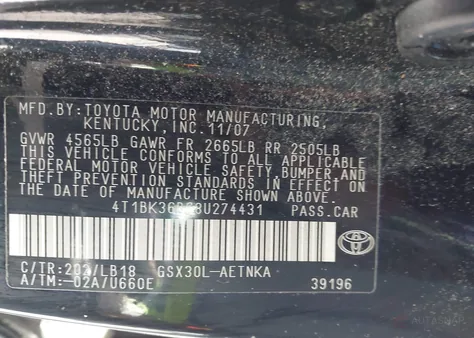 MFD.BY:TOYOTA MOTOR MANUFACTURING,
KENTUCKY,INC.11/07
GVWR 4565LB GAWR FR 2665LB RR 2505LB
THIS VEHICLE CONFORMS TO ALL APPLICABLE
FEDERAL MOTOR VEHICLE SAFETY,BUMPER,AND
THEFT PREVENTION STANDARDS IN EFFECT ON
THE DATE OF MANUFACTURE SHOWN ABOVE.
PASS.CAR
C/TR: GSX30L-AETNKA
A/TM:-02A/U660E 39196
TOYOTA